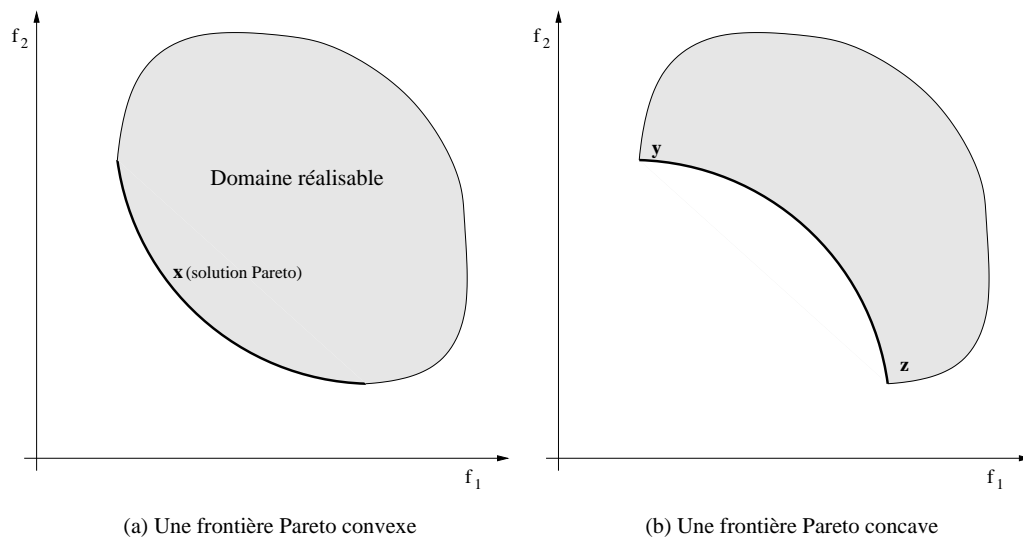 f2
Domaine réalisable
x (solution Pareto)
f1
(a) Une frontière Pareto convexe
f2
y
z
f1
(b) Une frontière Pareto concave